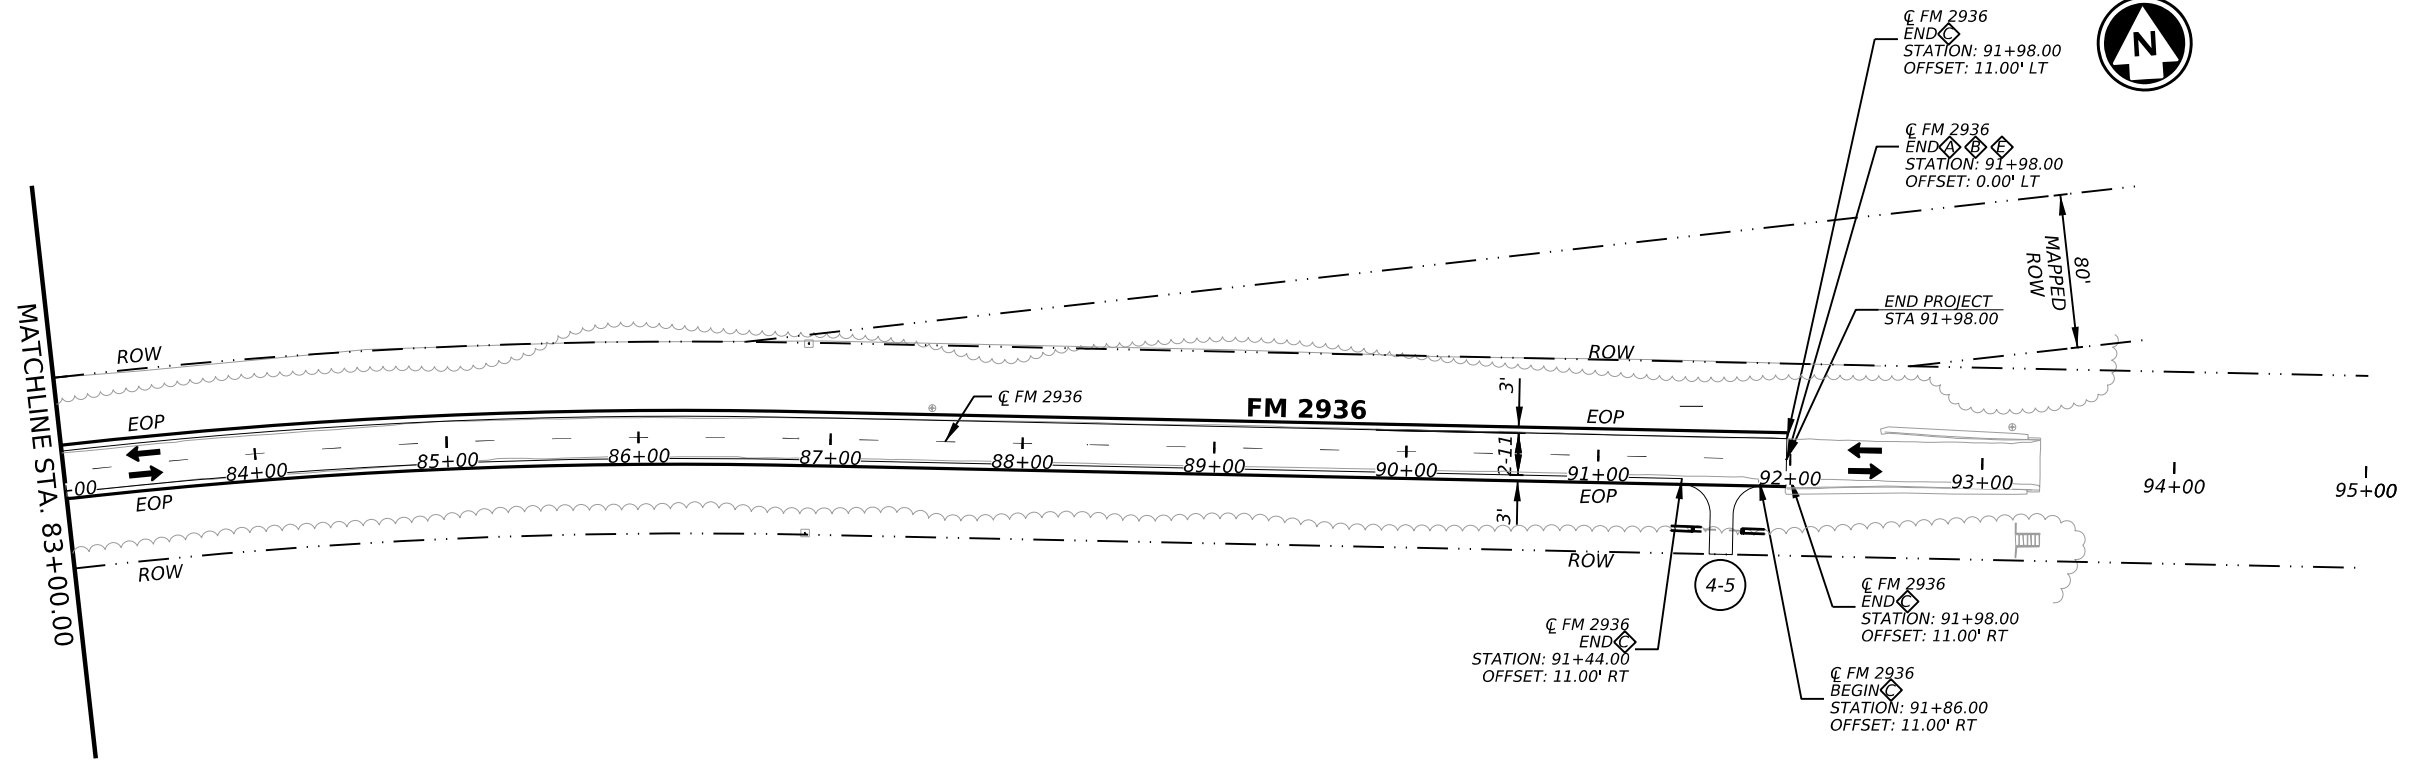 ℄ FM 2936
END C
STATION: 91+98.00
OFFSET: 11.00' LT
N
℄ FM 2936
END A B E
STATION: 91+98.00
OFFSET: 0.00' LT
80'
MAPPED
ROW
END PROJECT
STA 91+98.00
MATCHLINE STA. 83+00.00
ROW
ROW
EOP
℄ FM 2936
FM 2936
3'
EOP
2-11
-00
84+00
85+00
86+00
87+00
88+00
89+00
90+00
91+00
92+00
93+00
94+00
95+00
EOP
EOP
3'
ROW
ROW
4-5
℄ FM 2936
END C
STATION: 91+98.00
OFFSET: 11.00' RT
℄ FM 2936
END C
STATION: 91+44.00
OFFSET: 11.00' RT
℄ FM 2936
BEGIN C
STATION: 91+86.00
OFFSET: 11.00' RT